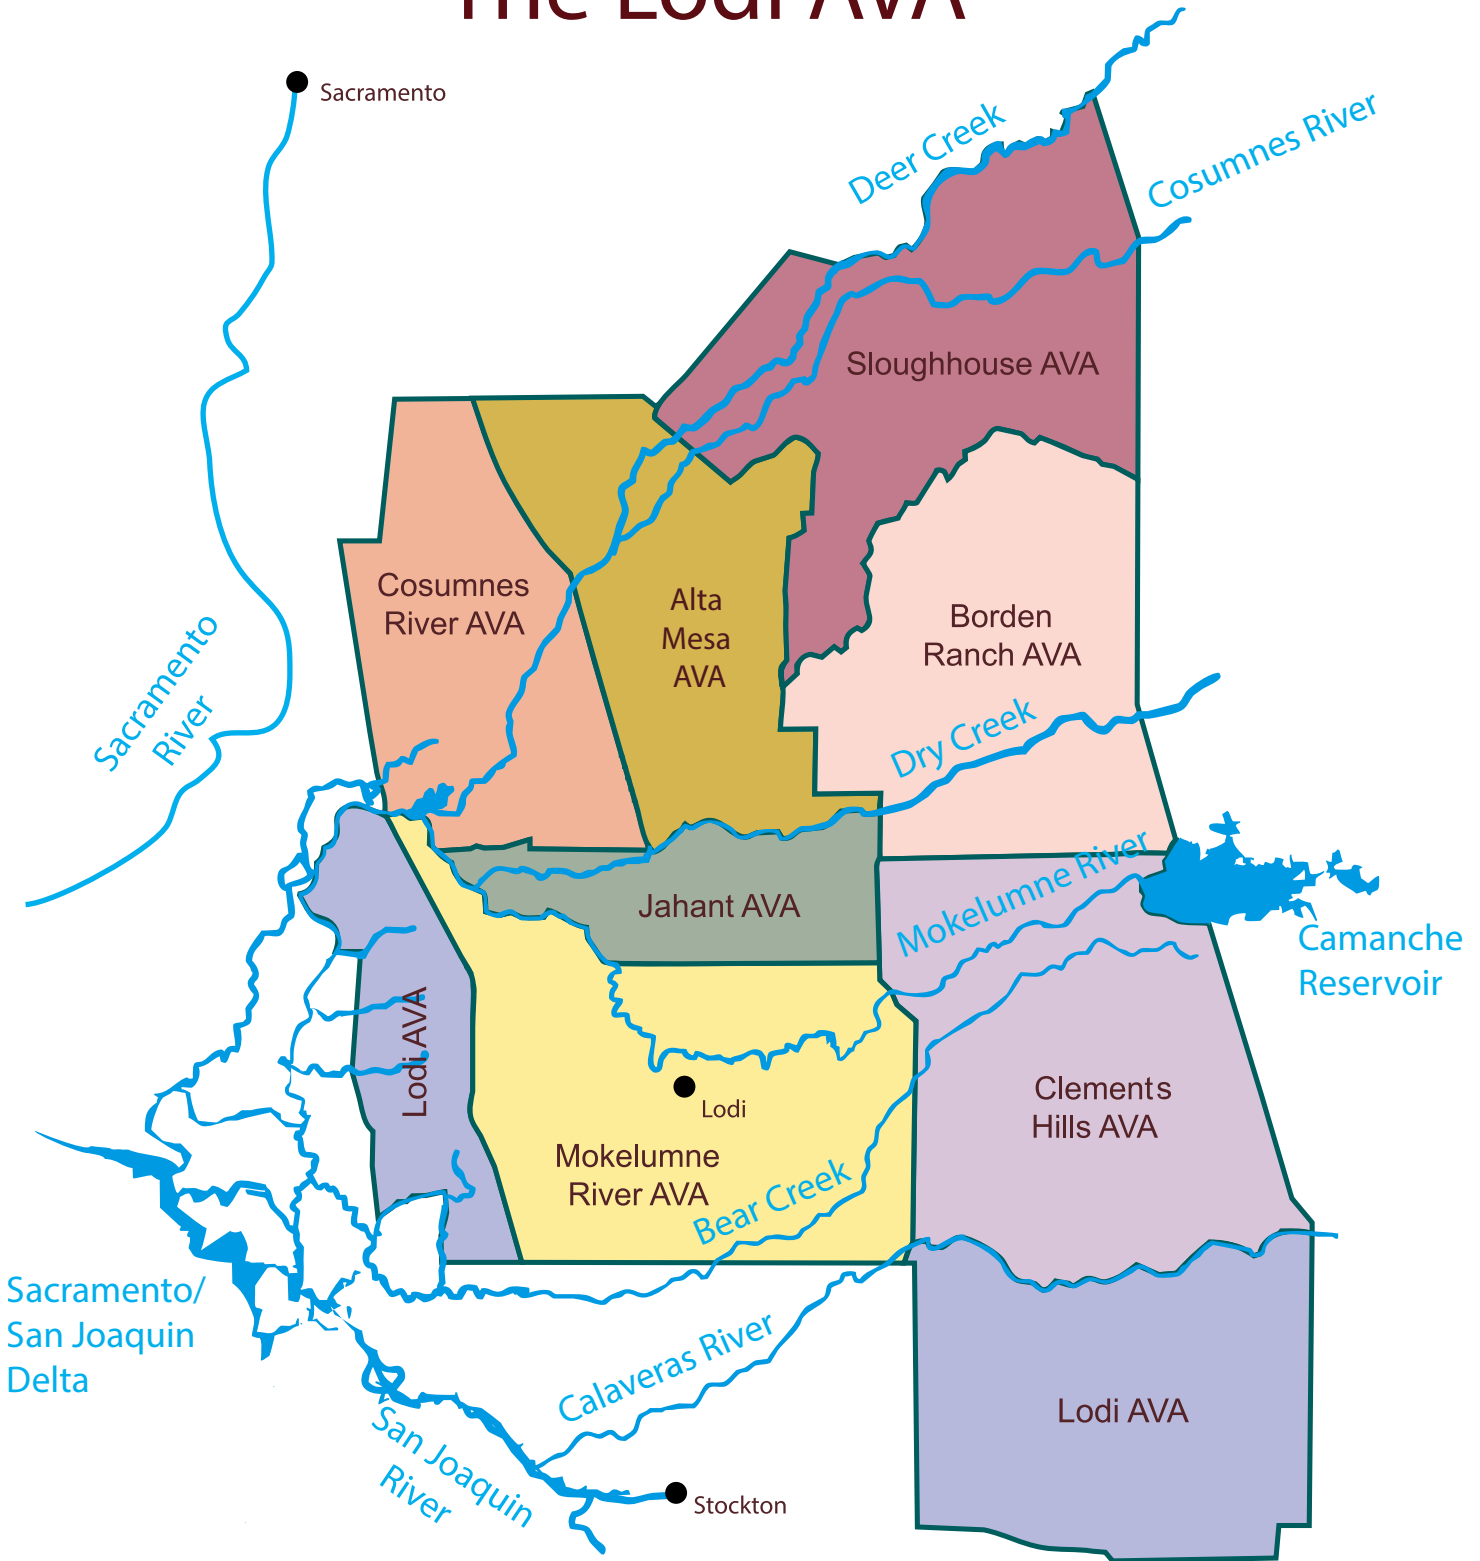 The Lodi AVA
Sacramento
Deer Creek
Cosumnes River
Sloughhouse AVA
Cosumnes
River AVA
Alta
Mesa
AVA
Borden
Ranch AVA
Sacramento
River
Dry Creek
Jahant AVA
Mokelumne River
Camanche
Reservoir
Lodi AVA
Lodi
Clements
Hills AVA
Mokelumne
River AVA
Bear Creek
Sacramento/
San Joaquin
Delta
Calaveras River
San Joaquin
River
Lodi AVA
Stockton